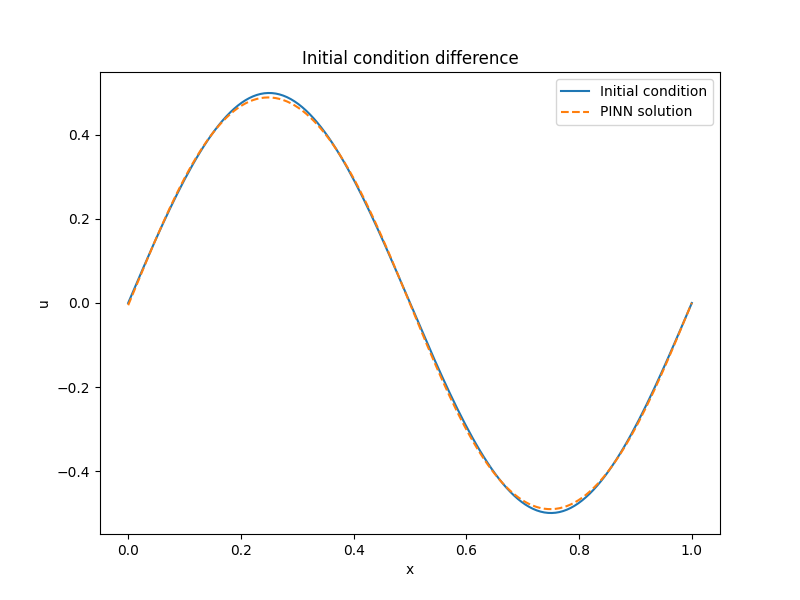 Initial condition difference
Initial condition
PINN solution
0.4
0.2
0.0
−0.2
−0.4
u
0.0 0.2 0.4 0.6 0.8 1.0
x